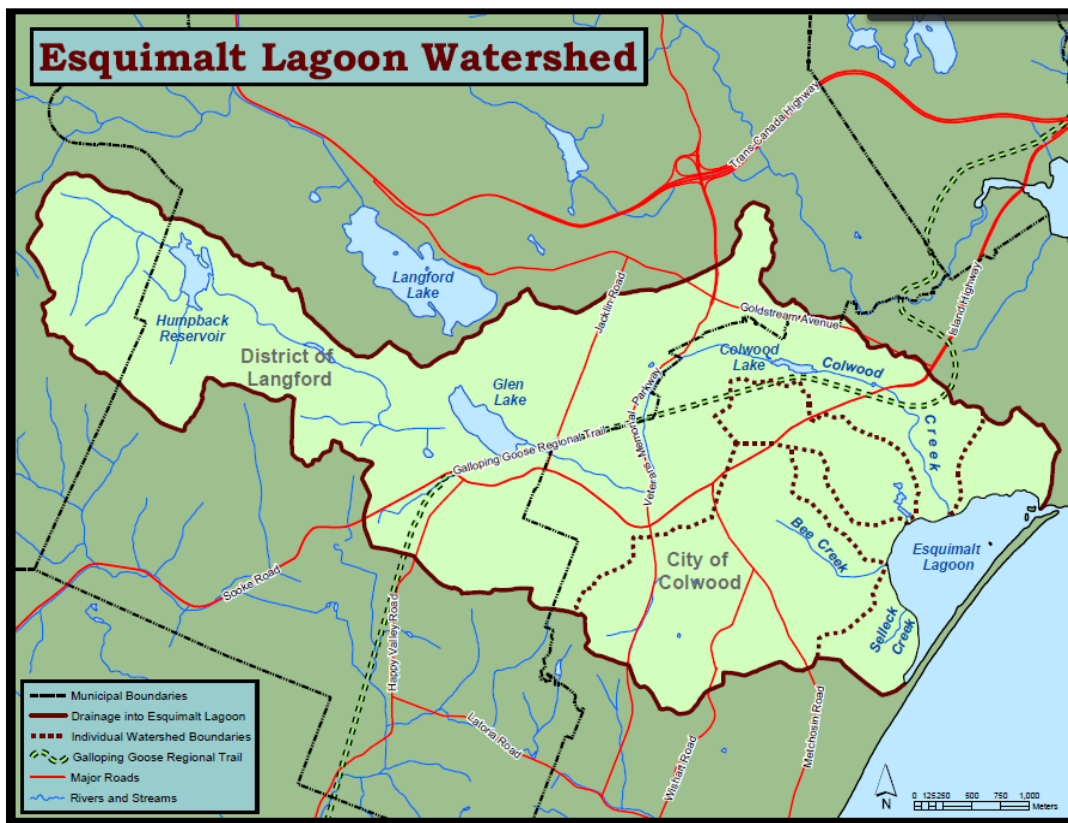 Esquimalt Lagoon Watershed
Trans-Canada Highway
Island Highway
Langford
Lake
Jacklin Road
Goldstream Avenue
Humpback
Reservoir
District of
Langford
Colwood
Lake
Colwood
Creek
Glen
Lake
Veterans-Memorial-Parkway
Galloping Goose Regional Trail
Bee Creek
Esquimalt
Lagoon
City of
Colwood
Sooke Road
Selleck
Creek
Happy Valley Road
Latoria Road
Wishart Road
Metchosin Road
Municipal Boundaries
Drainage into Esquimalt Lagoon
Individual Watershed Boundaries
Galloping Goose Regional Trail
Major Roads
Rivers and Streams
N
0 125250 500 750 1,000
Meters